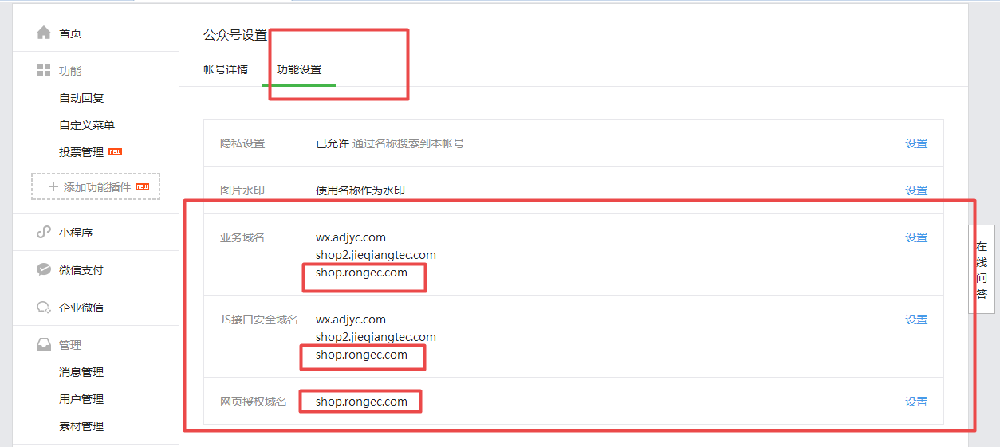 首页
功能
自动回复
自定义菜单
投票管理 NEW
添加功能插件 NEW
小程序
微信支付
企业微信
管理
消息管理
用户管理
素材管理
公众号设置
帐号详情 功能设置
隐私设置 已允许 通过名称搜索到本帐号 设置
图片水印 使用名称作为水印 设置
业务域名 wx.adjyc.com 设置
shop2.jieqiangtec.com
shop.rongec.com
JS接口安全域名 wx.adjyc.com 设置
shop2.jieqiangtec.com
shop.rongec.com
网页授权域名 shop.rongec.com 设置
在线问答